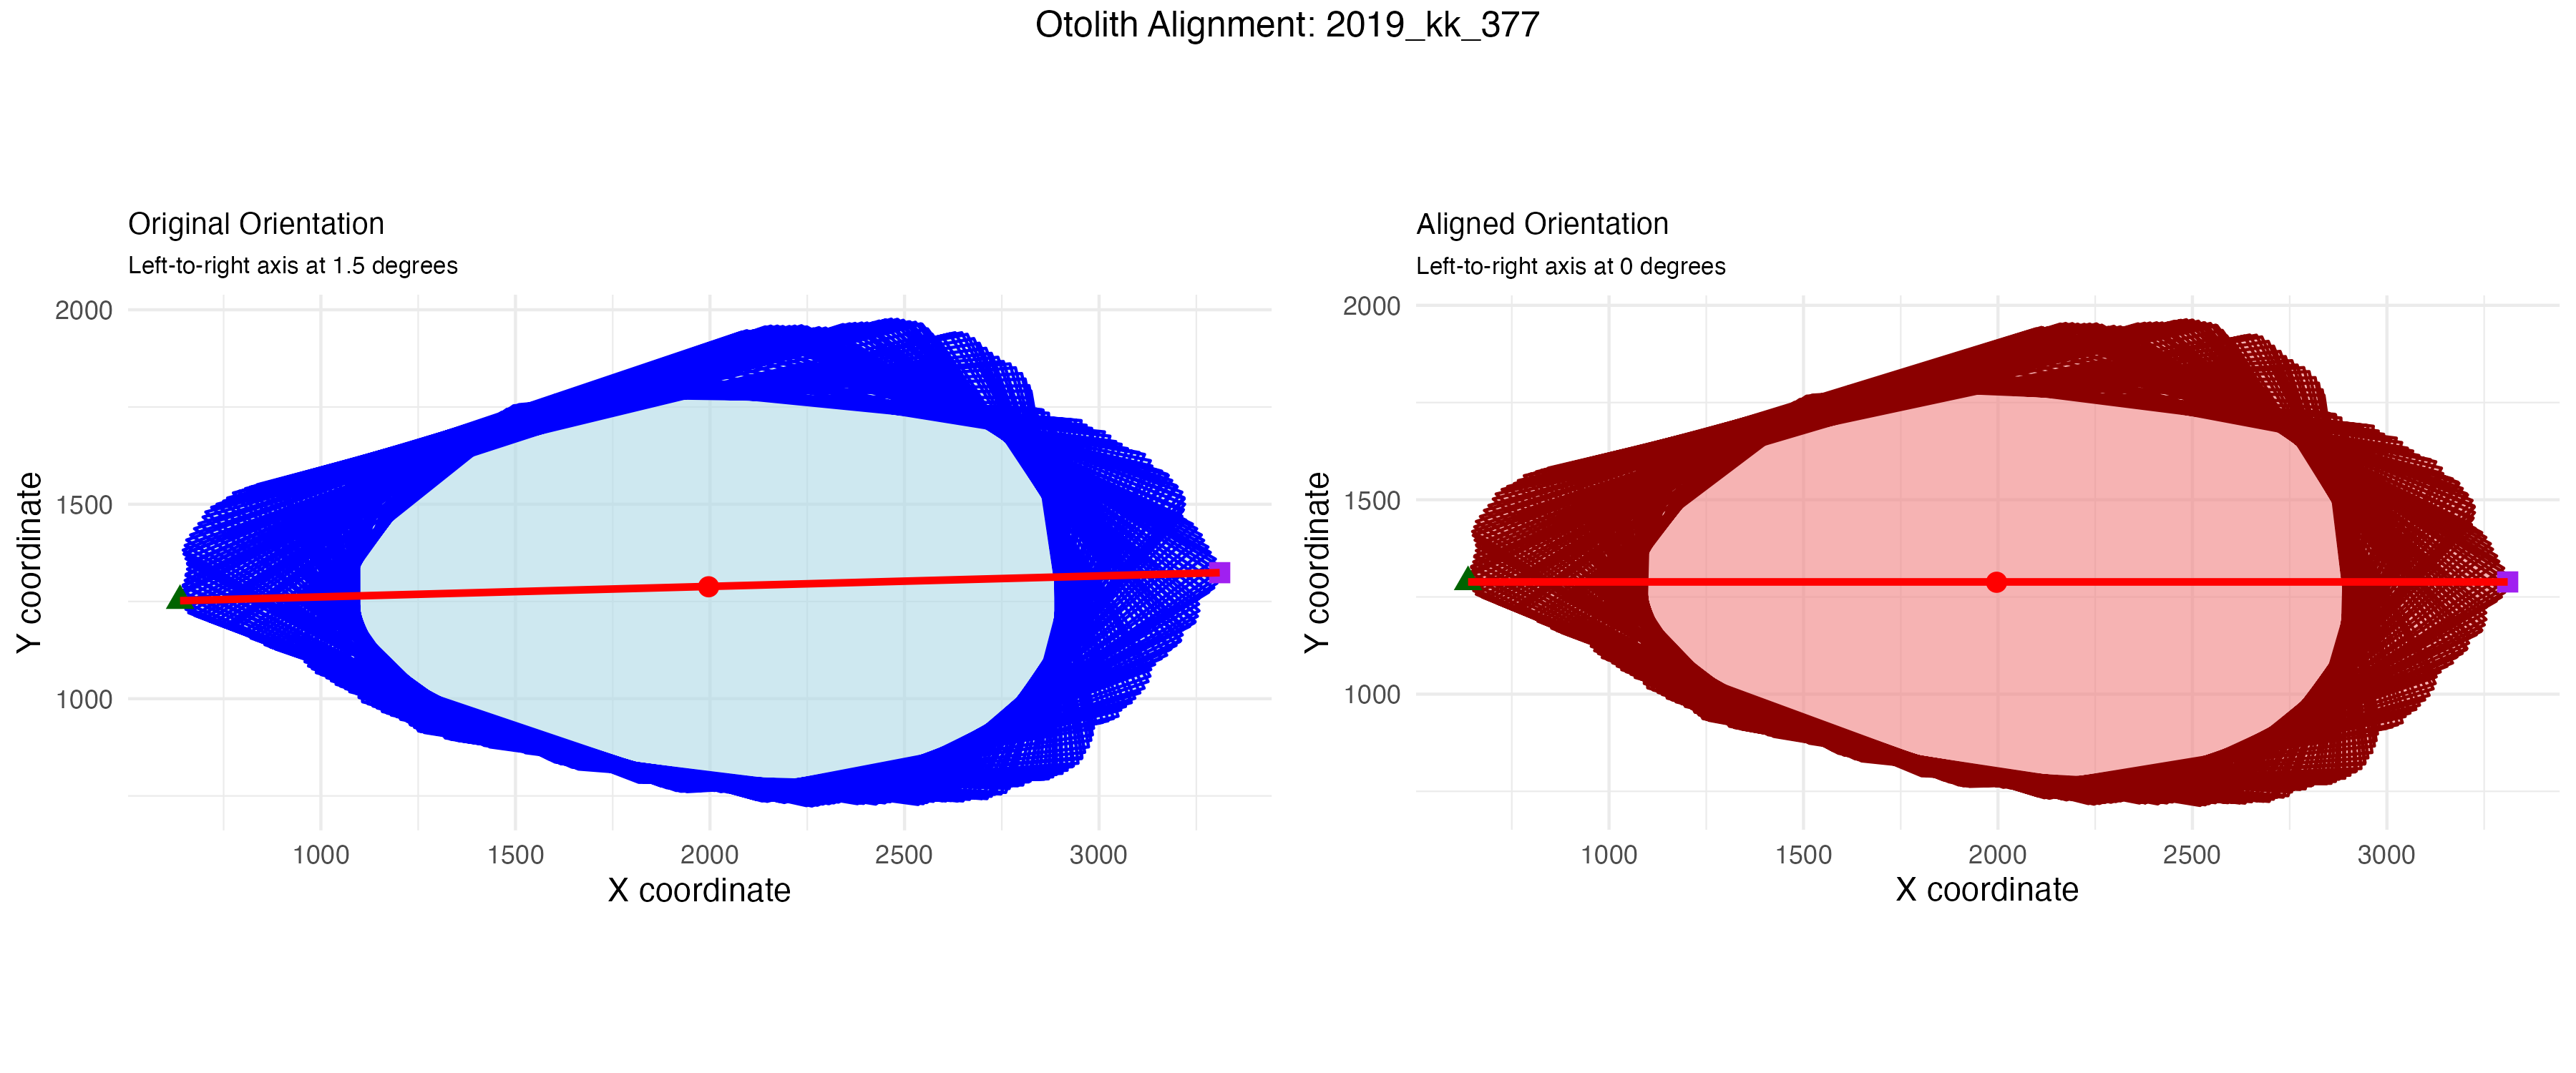 Otolith Alignment: 2019_kk_377
Original Orientation
Left-to-right axis at 1.5 degrees
2000
1500
1000
Y coordinate
1000 1500 2000 2500 3000
X coordinate
Aligned Orientation
Left-to-right axis at 0 degrees
2000
1500
1000
Y coordinate
1000 1500 2000 2500 3000
X coordinate